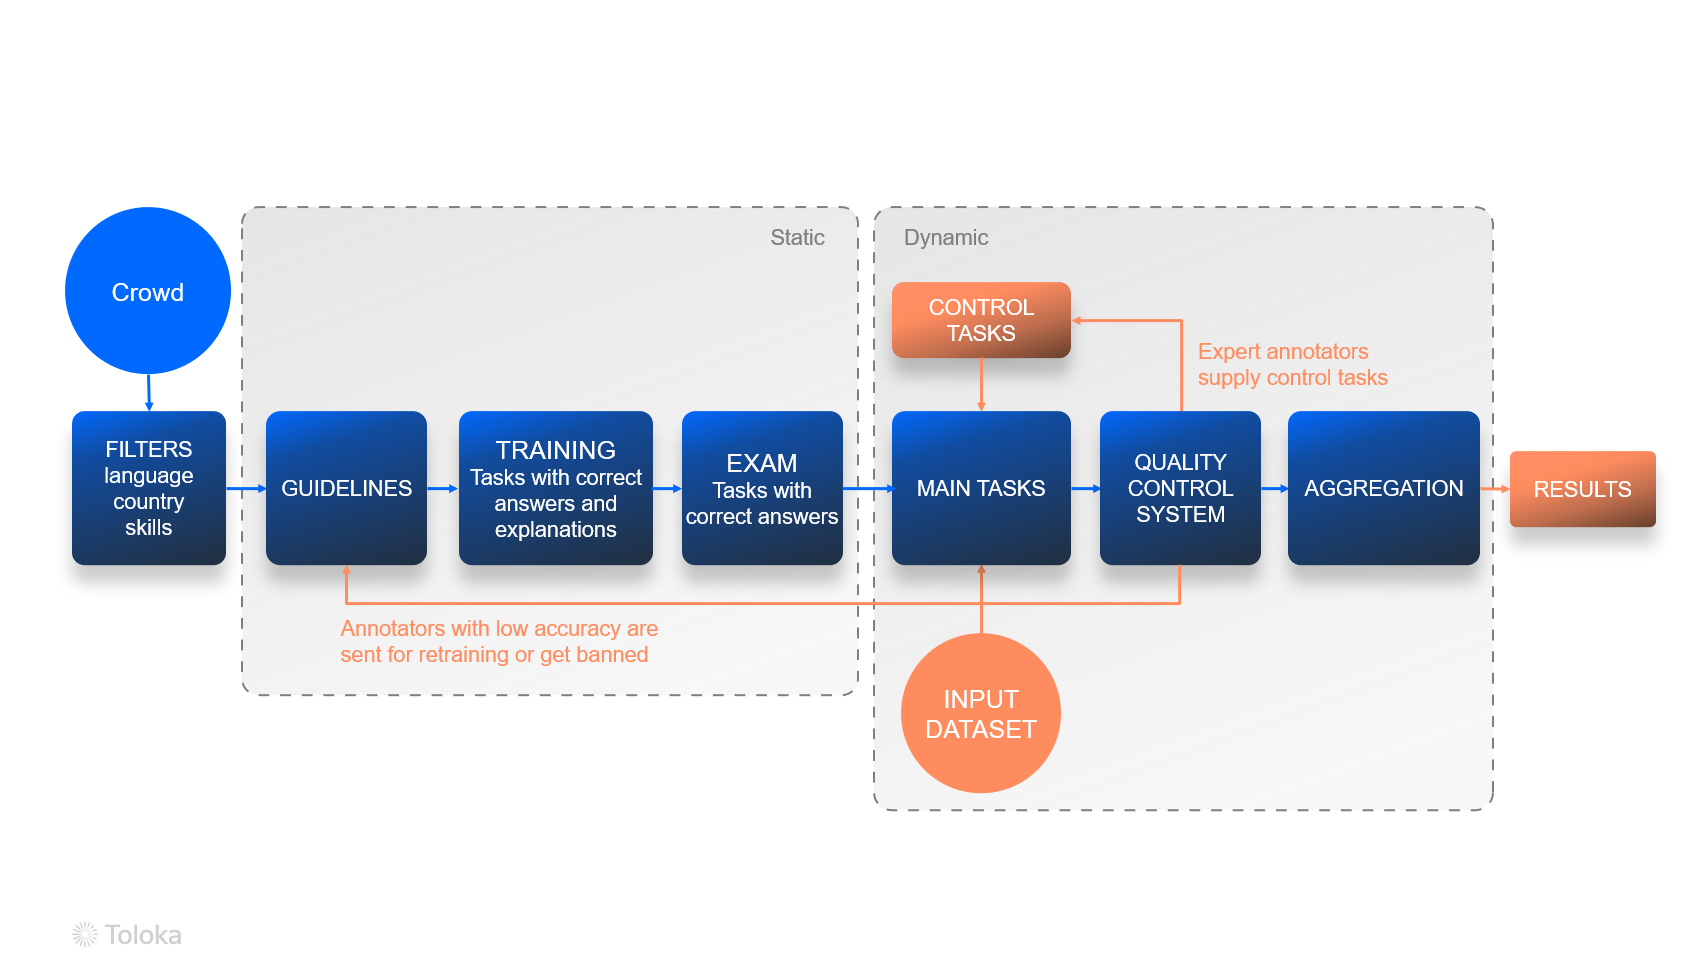 Crowd
FILTERS
language
country
skills
Static
GUIDELINES
TRAINING
Tasks with correct
answers and
explanations
EXAM
Tasks with
correct answers
Annotators with low accuracy are
sent for retraining or get banned
Dynamic
CONTROL
TASKS
Expert annotators
supply control tasks
MAIN TASKS
QUALITY
CONTROL
SYSTEM
AGGREGATION
RESULTS
INPUT
DATASET
Toloka